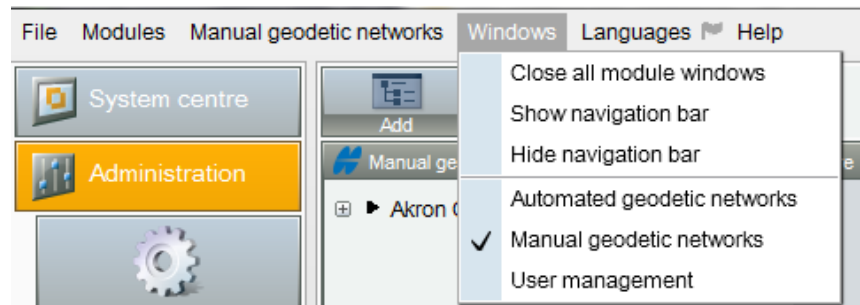 File Modules Manual geodetic networks Windows Languages Help
System centre
Administration
Add
Manual
Akron
Close all module windows
Show navigation bar
Hide navigation bar
Automated geodetic networks
Manual geodetic networks
User management